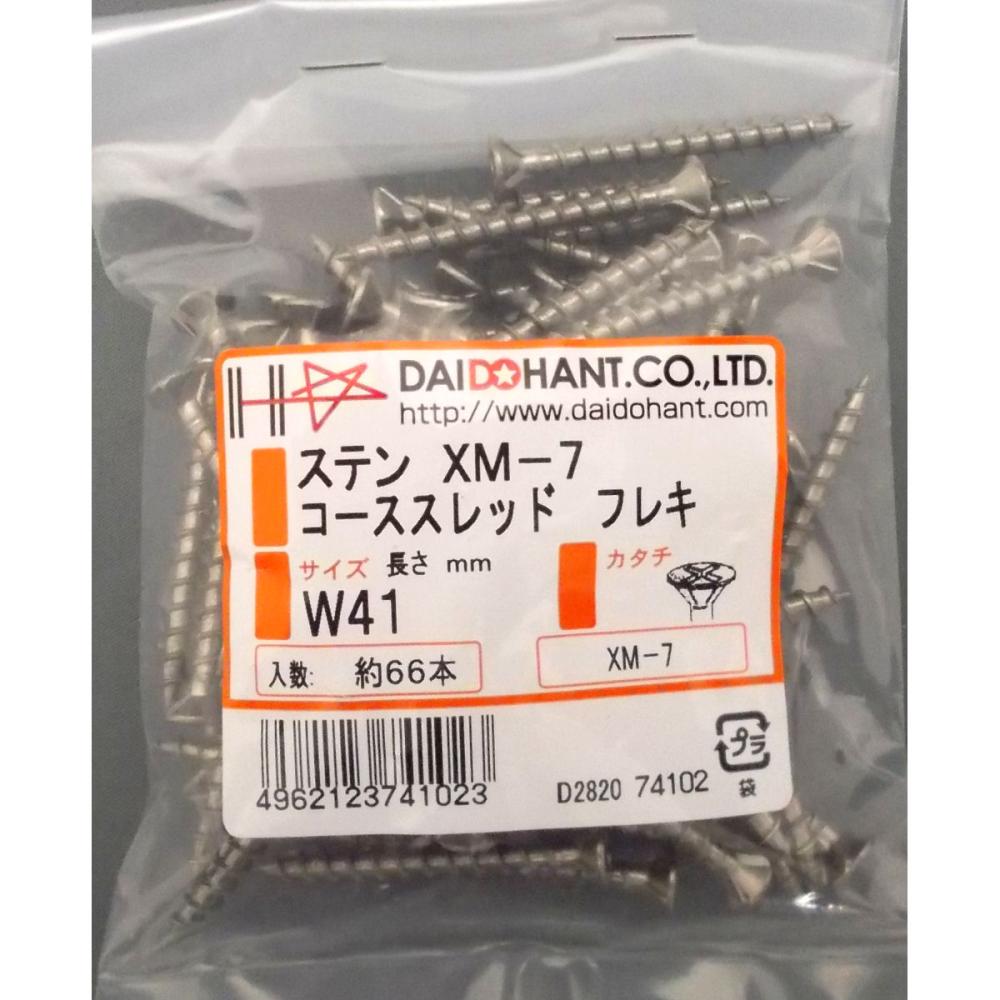 DAIDOHANT.CO.,LTD.
http://www.daidohant.com
ステン XM-7
コーススレッド フレキ
サイズ 長さ mm
カタチ
W41
入数: 約66本
XM-7
4962123741023
D2820 74102
プラ
袋